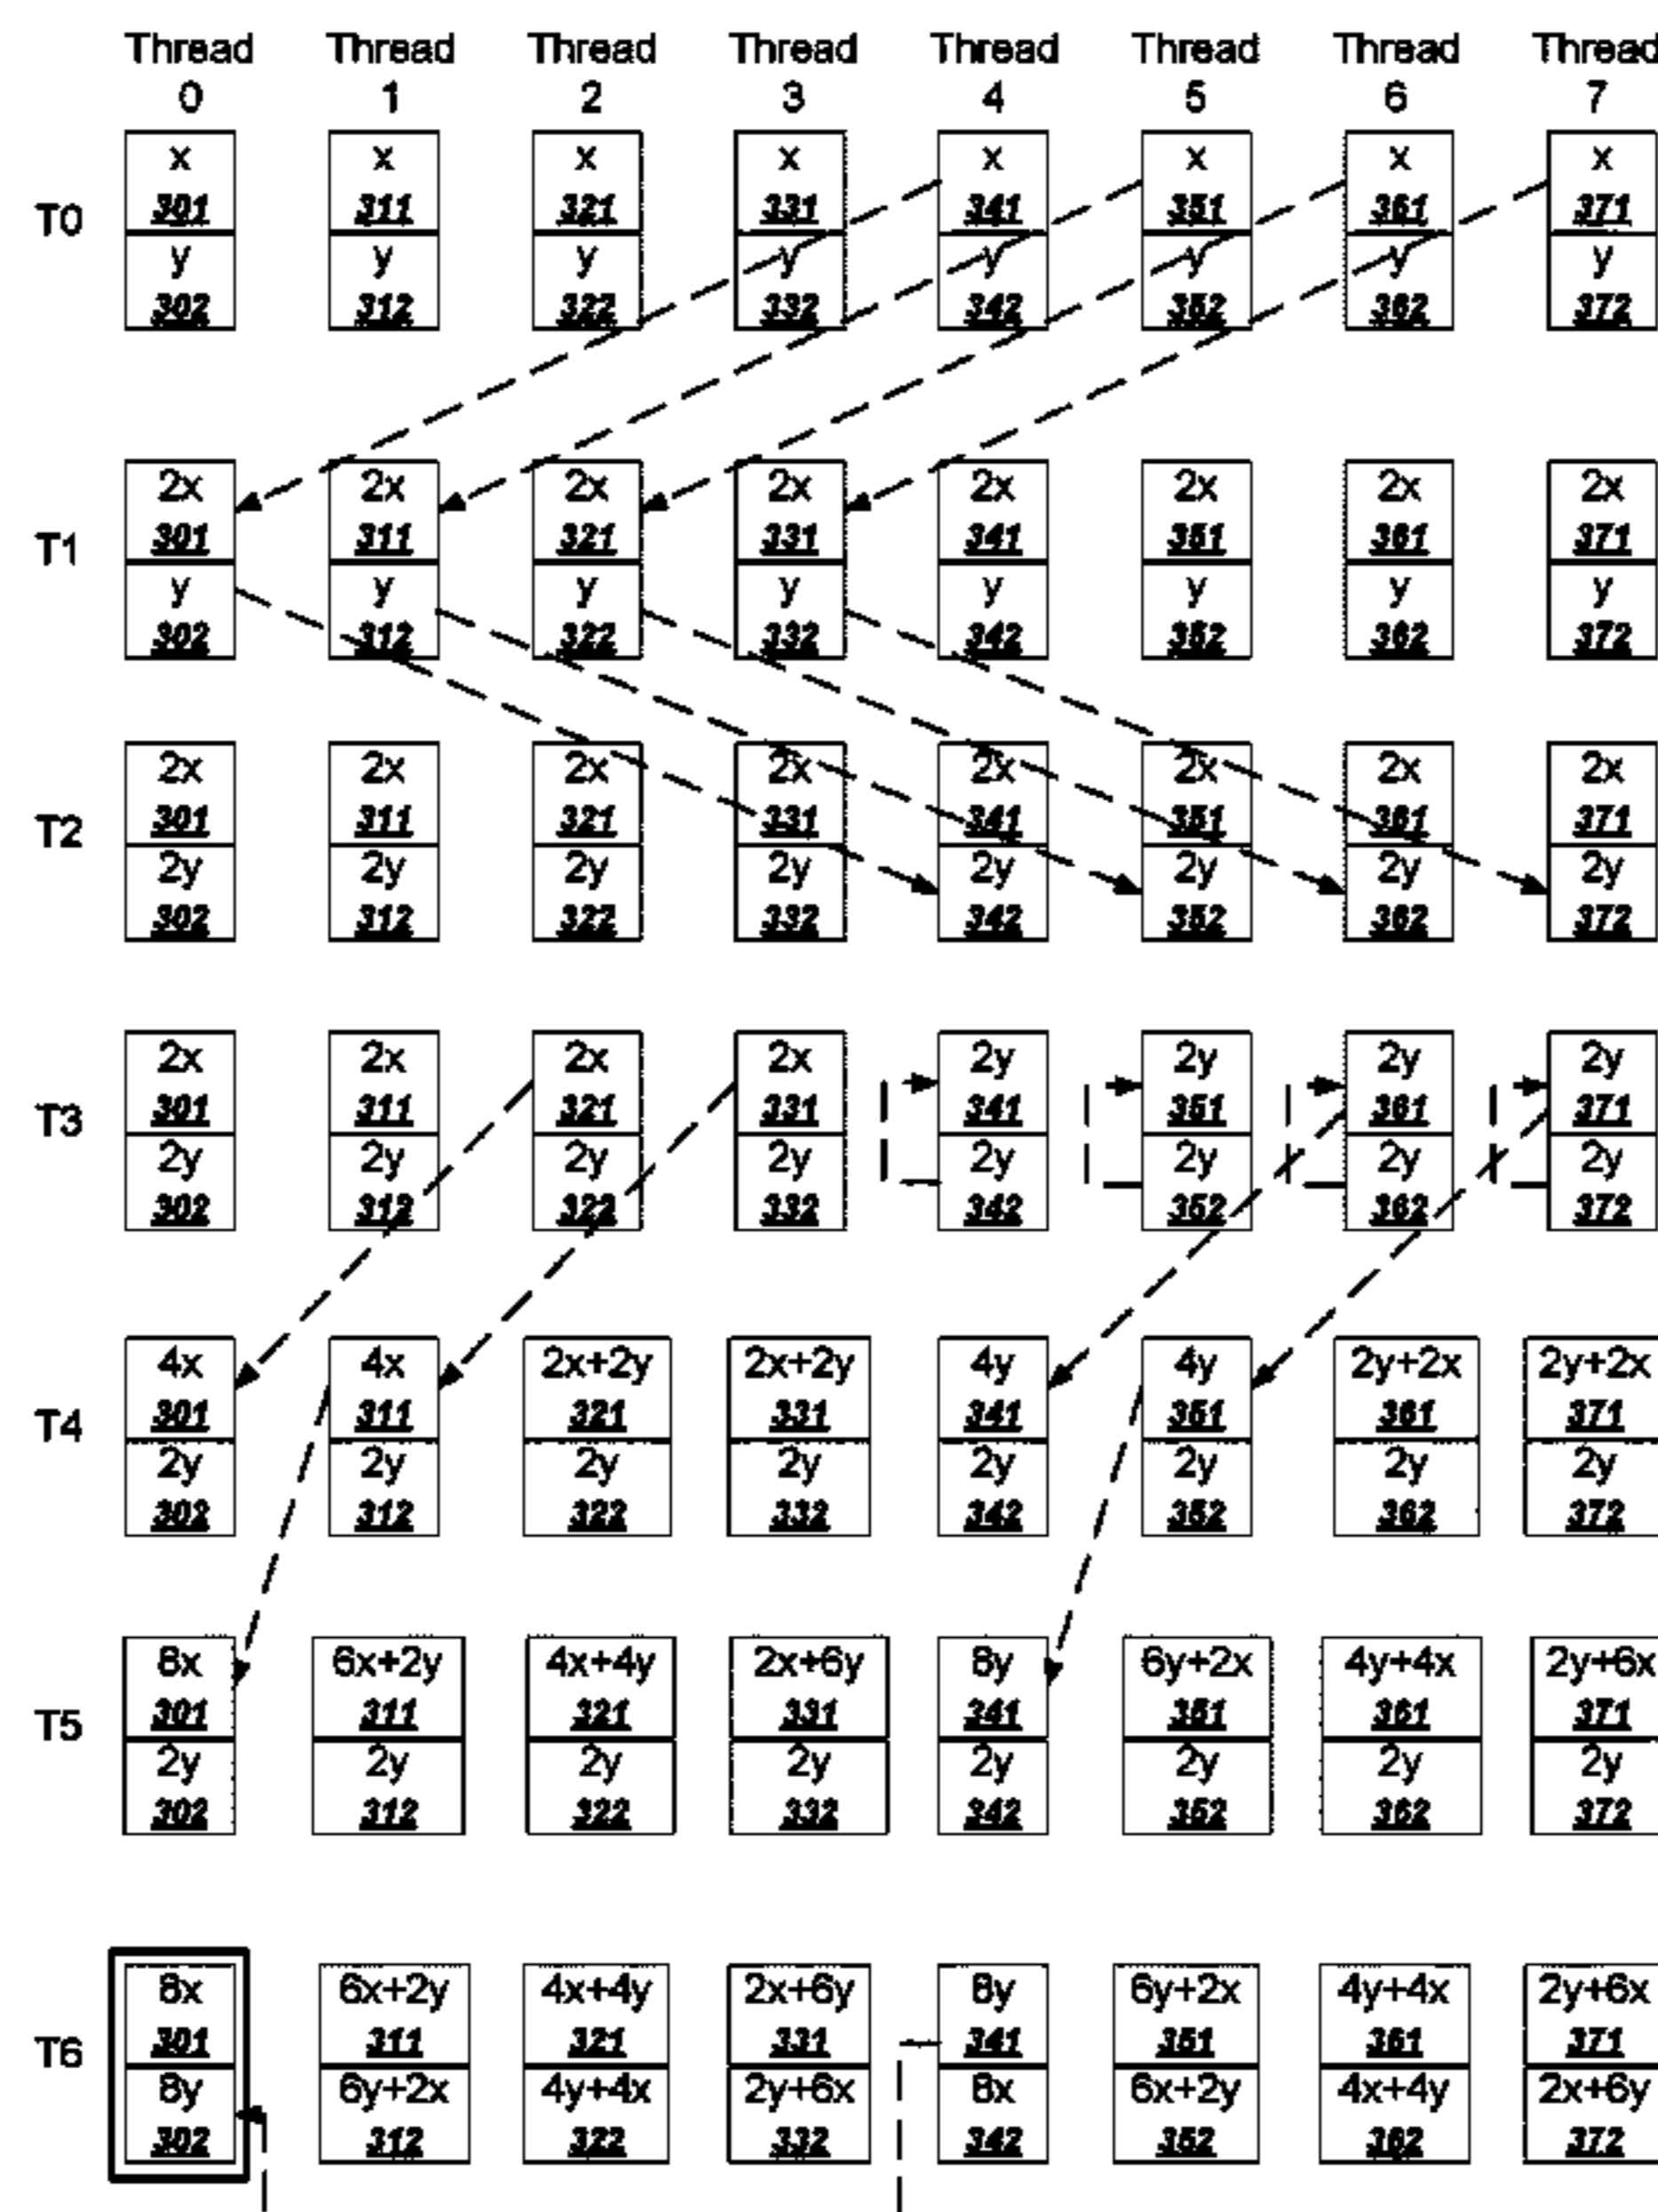 Thread Thread Thread Thread Thread Thread Thread Thread
0 1 2 3 4 5 6 7
x x x x x x x x
T0 301 311 321 331 341 351 361 371
y y y y y y y y
302 312 322 332 342 352 362 372
2x 2x 2x 2x 2x 2x 2x 2x
T1 301 311 321 331 341 351 361 371
y y y y y y y y
302 312 322 332 342 352 362 372
2x 2x 2x 2x 2x 2x 2x 2x
T2 301 311 321 331 341 351 361 371
2y 2y 2y 2y 2y 2y 2y 2y
302 312 322 332 342 352 362 372
2x 2x 2x 2x 2y 2y 2y 2y
T3 301 311 321 331 341 351 361 371
2y 2y 2y 2y 2y 2y 2y 2y
302 312 322 332 342 352 362 372
4x 4x 2x+2y 2x+2y 4y 4y 2y+2x 2y+2x
T4 301 311 321 331 341 351 361 371
2y 2y 2y 2y 2y 2y 2y 2y
302 312 322 332 342 352 362 372
8x 6x+2y 4x+4y 2x+6y 8y 6y+2x 4y+4x 2y+6x
T5 301 311 321 331 341 351 361 371
2y 2y 2y 2y 2y 2y 2y 2y
302 312 322 332 342 352 362 372
8x 6x+2y 4x+4y 2x+6y 8y 6y+2x 4y+4x 2y+6x
T6 301 311 321 331 341 351 361 371
8y 6y+2x 4y+4x 2y+6x 8x 6x+2y 4x+4y 2x+6y
302 312 322 332 342 352 362 372